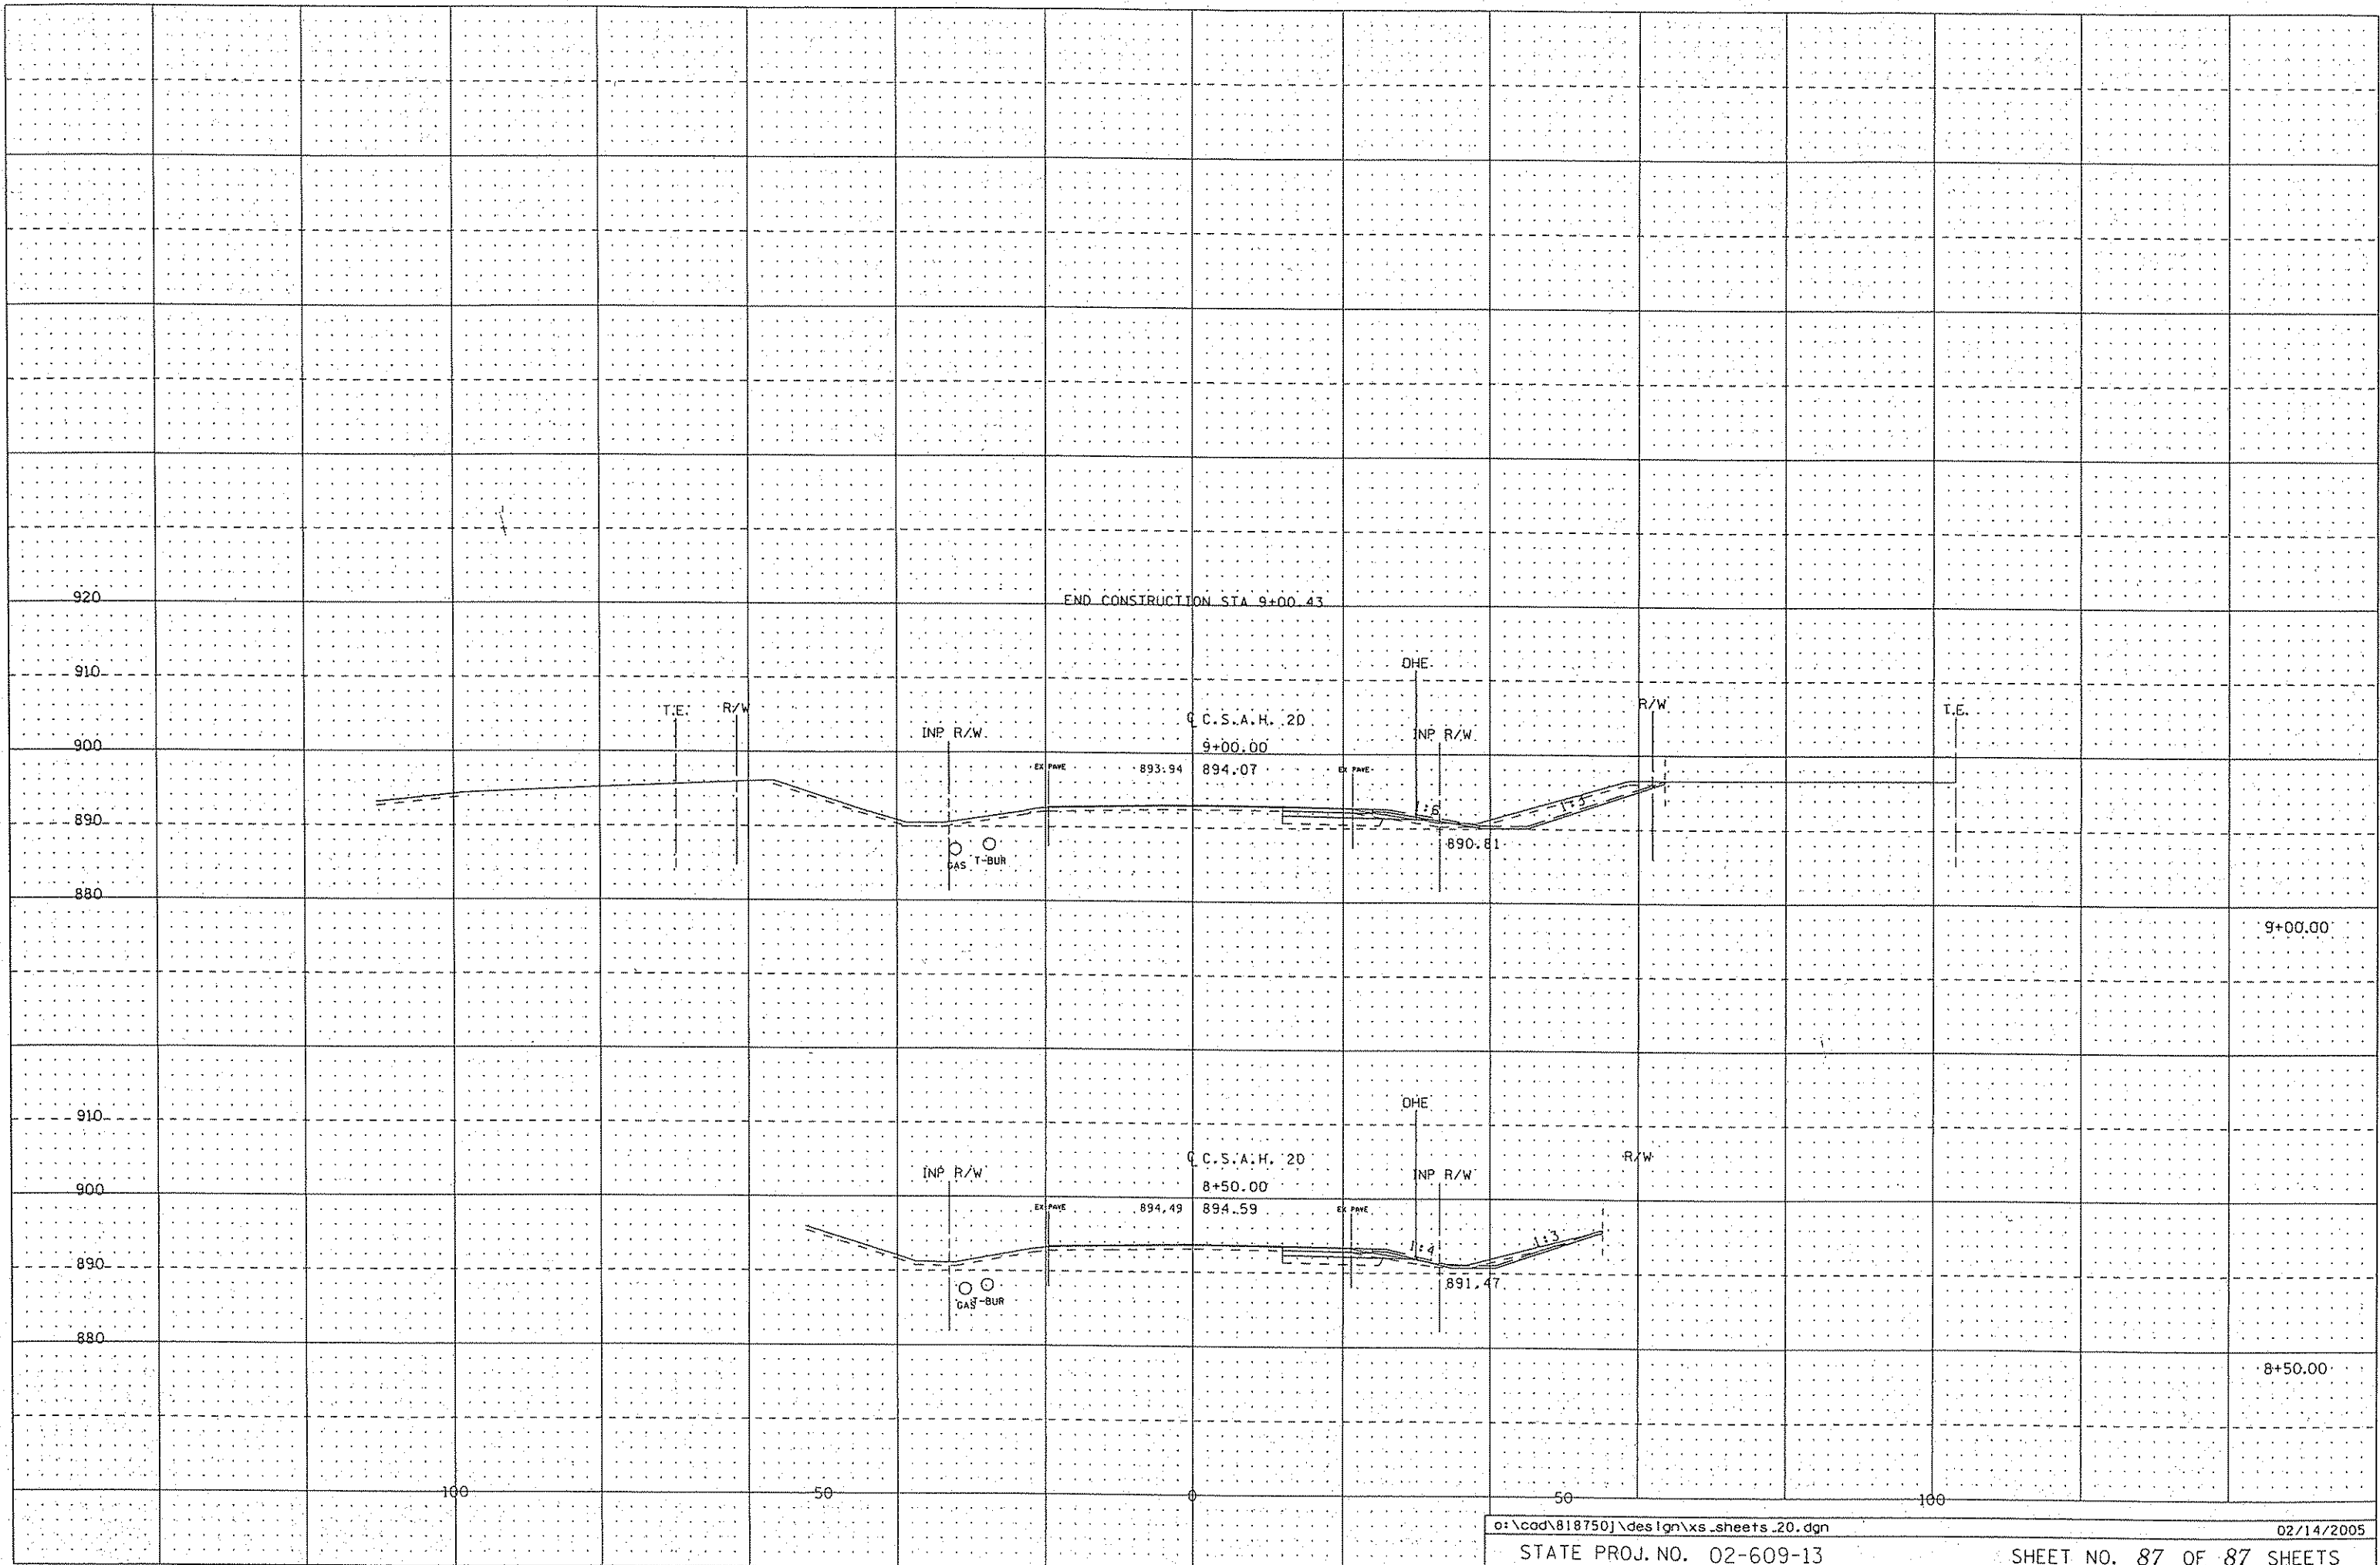 920
END CONSTRUCTION STA 9+00.43
910
OHE
T.E.
R/W
R/W
T.E.
℄ C.S.A.H. 20
INP R/W
INP R/W
900
9+00.00
EX PAVE
893.94
894.07
EX PAVE
1:6
1:3
890
890.81
GAS
T-BUR
880
9+00.00
910
OHE
℄ C.S.A.H. 20
R/W
INP R/W
INP R/W
900
8+50.00
EX PAVE
894.49
894.59
EX PAVE
1:4
1:3
890
891.47
GAS
T-BUR
880
8+50.00
100
50
0
50
100
o:\cad\818750j\design\xs_sheets_20.dgn
02/14/2005
STATE PROJ. NO. 02-609-13
SHEET NO. 87 OF 87 SHEETS